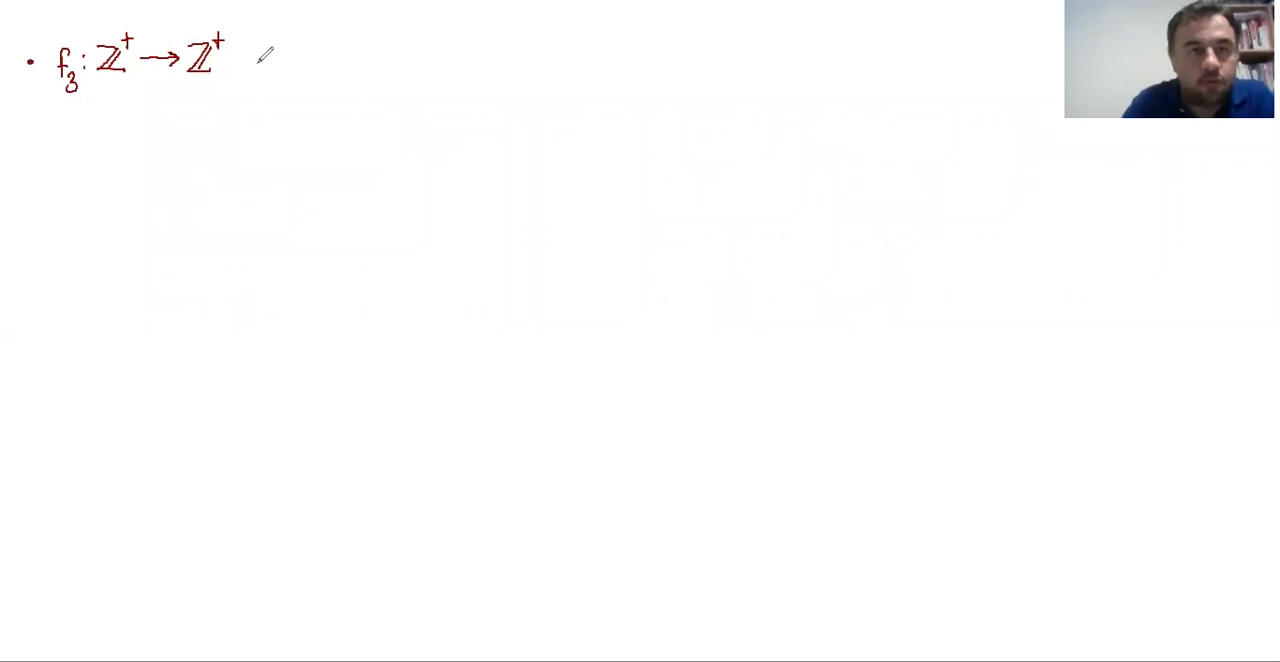 • f₃: ℤ⁺ → ℤ⁺